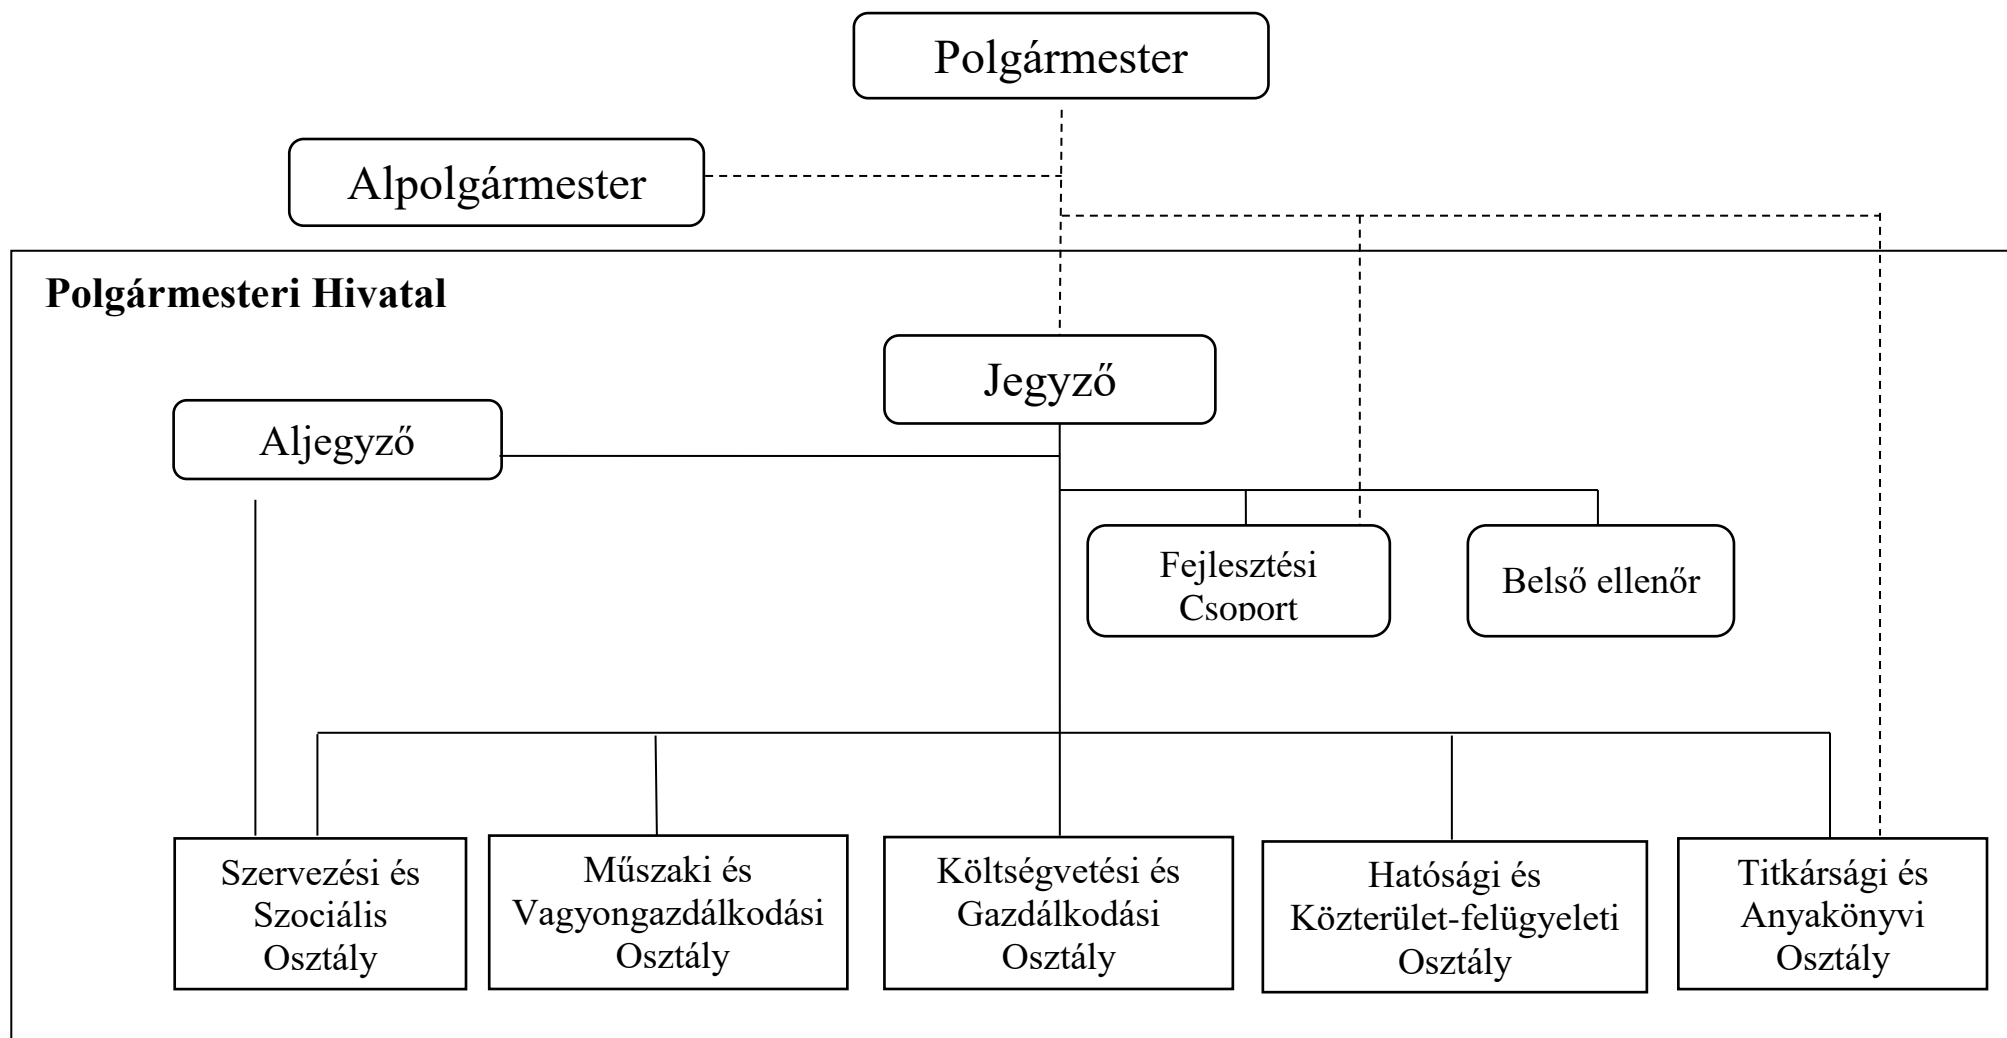 Polgármester
Alpolgármester
Polgármesteri Hivatal
Jegyző
Aljegyző
Fejlesztési
Csoport
Belső ellenőr
Szervezési és
Szociális
Osztály
Műszaki és
Vagyongazdálkodási
Osztály
Költségvetési és
Gazdálkodási
Osztály
Hatósági és
Közterület-felügyeleti
Osztály
Titkársági és
Anyakönyvi
Osztály